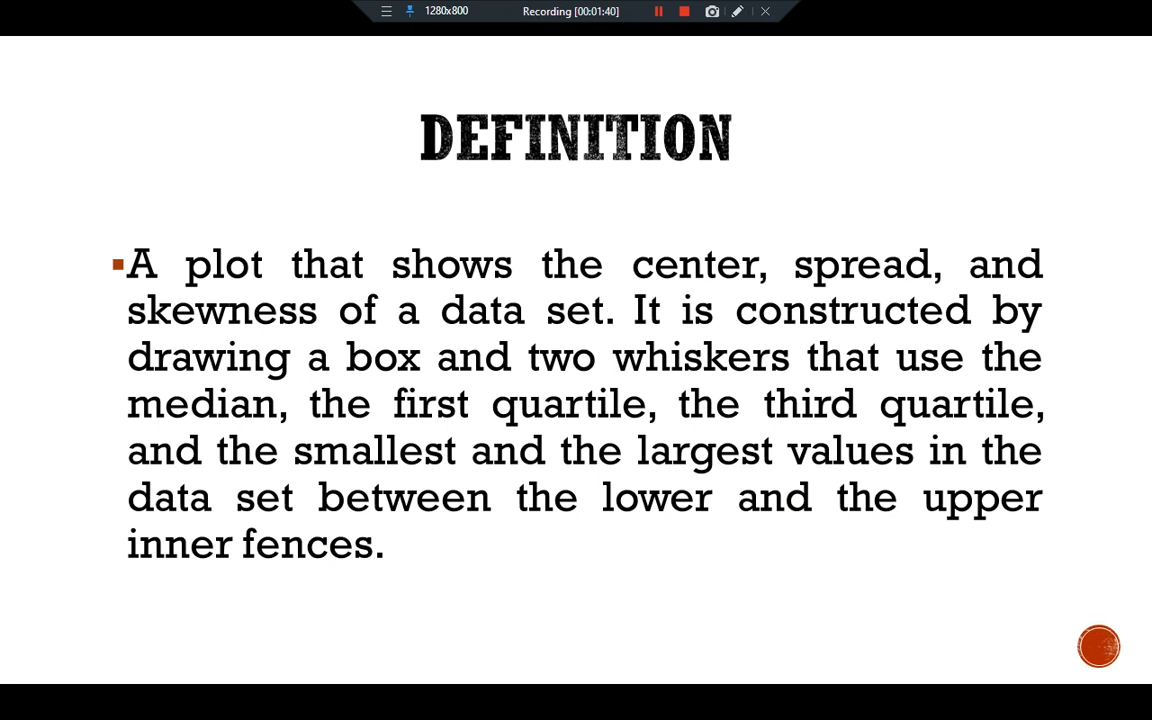 1280x800 Recording [00:01:40]
DEFINITION
▪A plot that shows the center, spread, and
skewness of a data set. It is constructed by
drawing a box and two whiskers that use the
median, the first quartile, the third quartile,
and the smallest and the largest values in the
data set between the lower and the upper
inner fences.